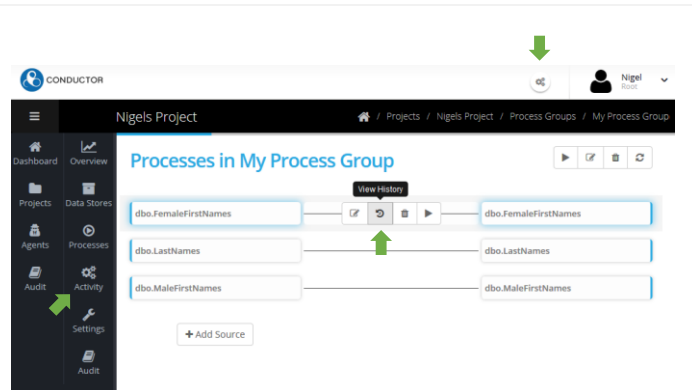 CONDUCTOR
Nigel
Root
Nigels Project
/ Projects / Nigels Project / Process Groups / My Process Group
Dashboard
Overview
Projects
Data Stores
Agents
Processes
Audit
Activity
Settings
Audit
Processes in My Process Group
View History
dbo.FemaleFirstNames
dbo.FemaleFirstNames
dbo.LastNames
dbo.LastNames
dbo.MaleFirstNames
dbo.MaleFirstNames
+ Add Source